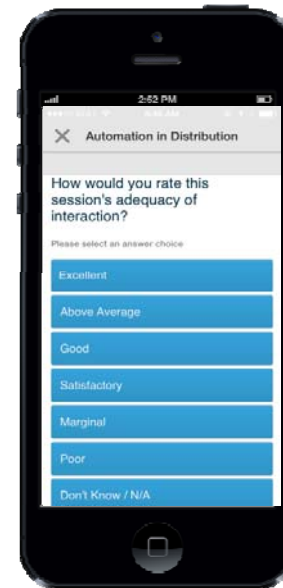 2:52 PM
Automation in Distribution
How would you rate this
session's adequacy of
interaction?
Please select an answer choice
Excellent
Above Average
Good
Satisfactory
Marginal
Poor
Don't Know / N/A